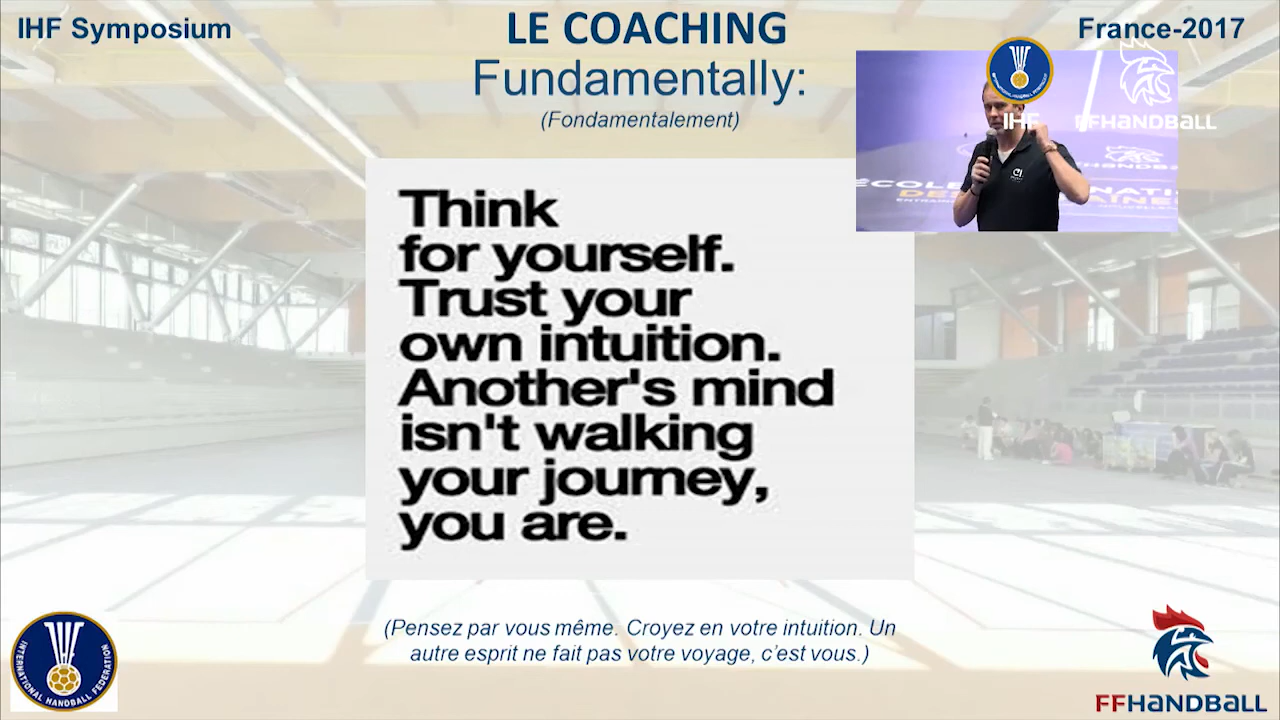 IHF Symposium
LE COACHING
France-2017
Fundamentally:
(Fondamentalement)
IHF
FFHANDBALL
Think
for yourself.
Trust your
own intuition.
Another's mind
isn't walking
your journey,
you are.
(Pensez par vous même. Croyez en votre intuition. Un
autre esprit ne fait pas votre voyage, c'est vous.)
INTERNATIONAL HANDBALL FEDERATION
FFHANDBALL